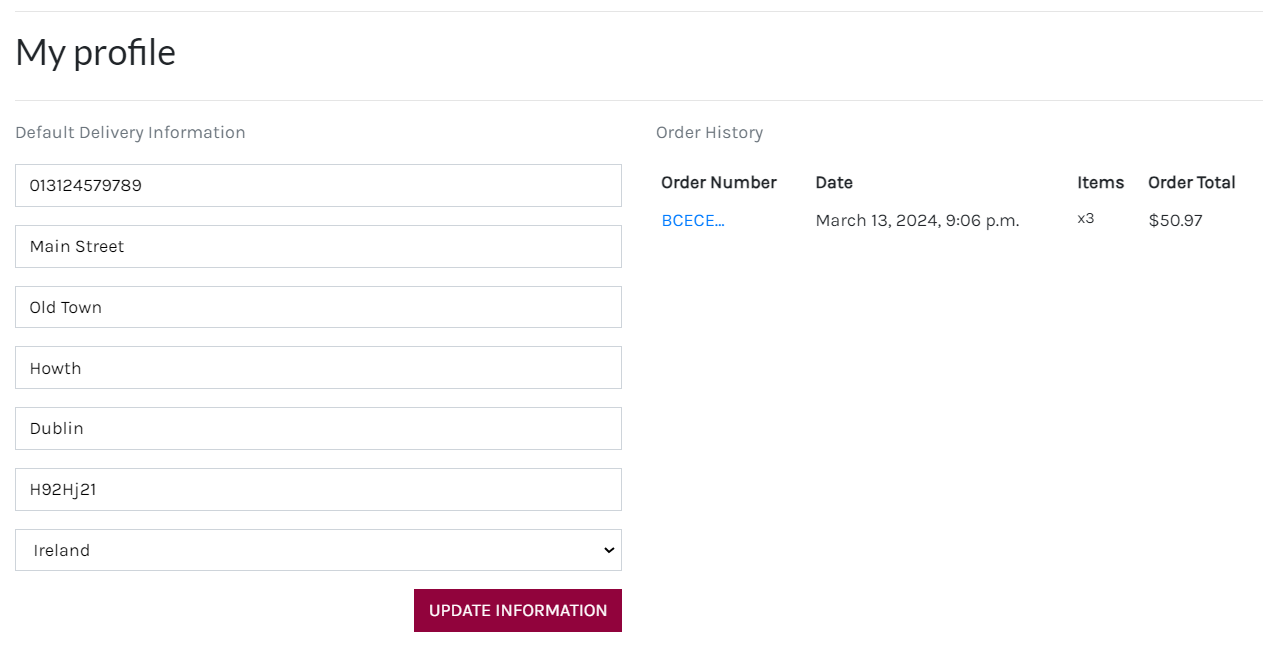 My profile
Default Delivery Information
013124579789
Main Street
Old Town
Howth
Dublin
H92Hj21
Ireland
UPDATE INFORMATION
Order History
Order Number Date Items Order Total
BCECE... March 13, 2024, 9:06 p.m. x3 $50.97